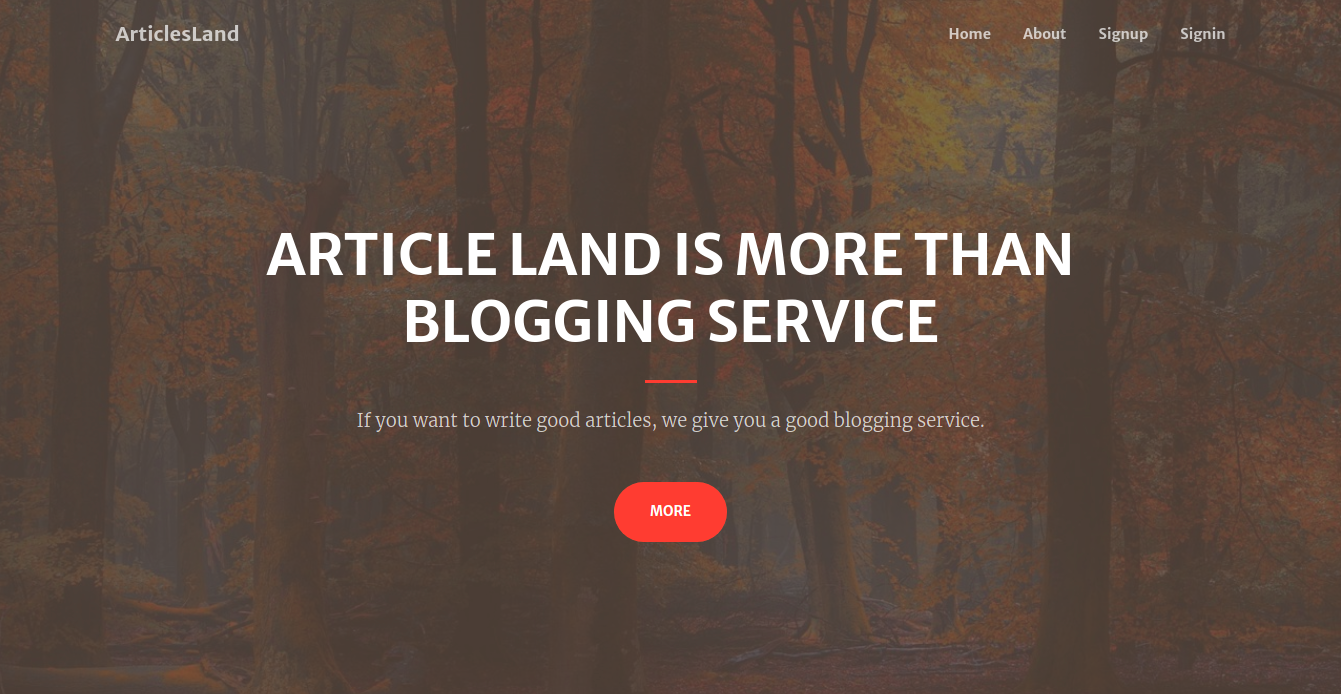 ArticlesLand
Home About Signup Signin
ARTICLE LAND IS MORE THAN
BLOGGING SERVICE
If you want to write good articles, we give you a good blogging service.
MORE